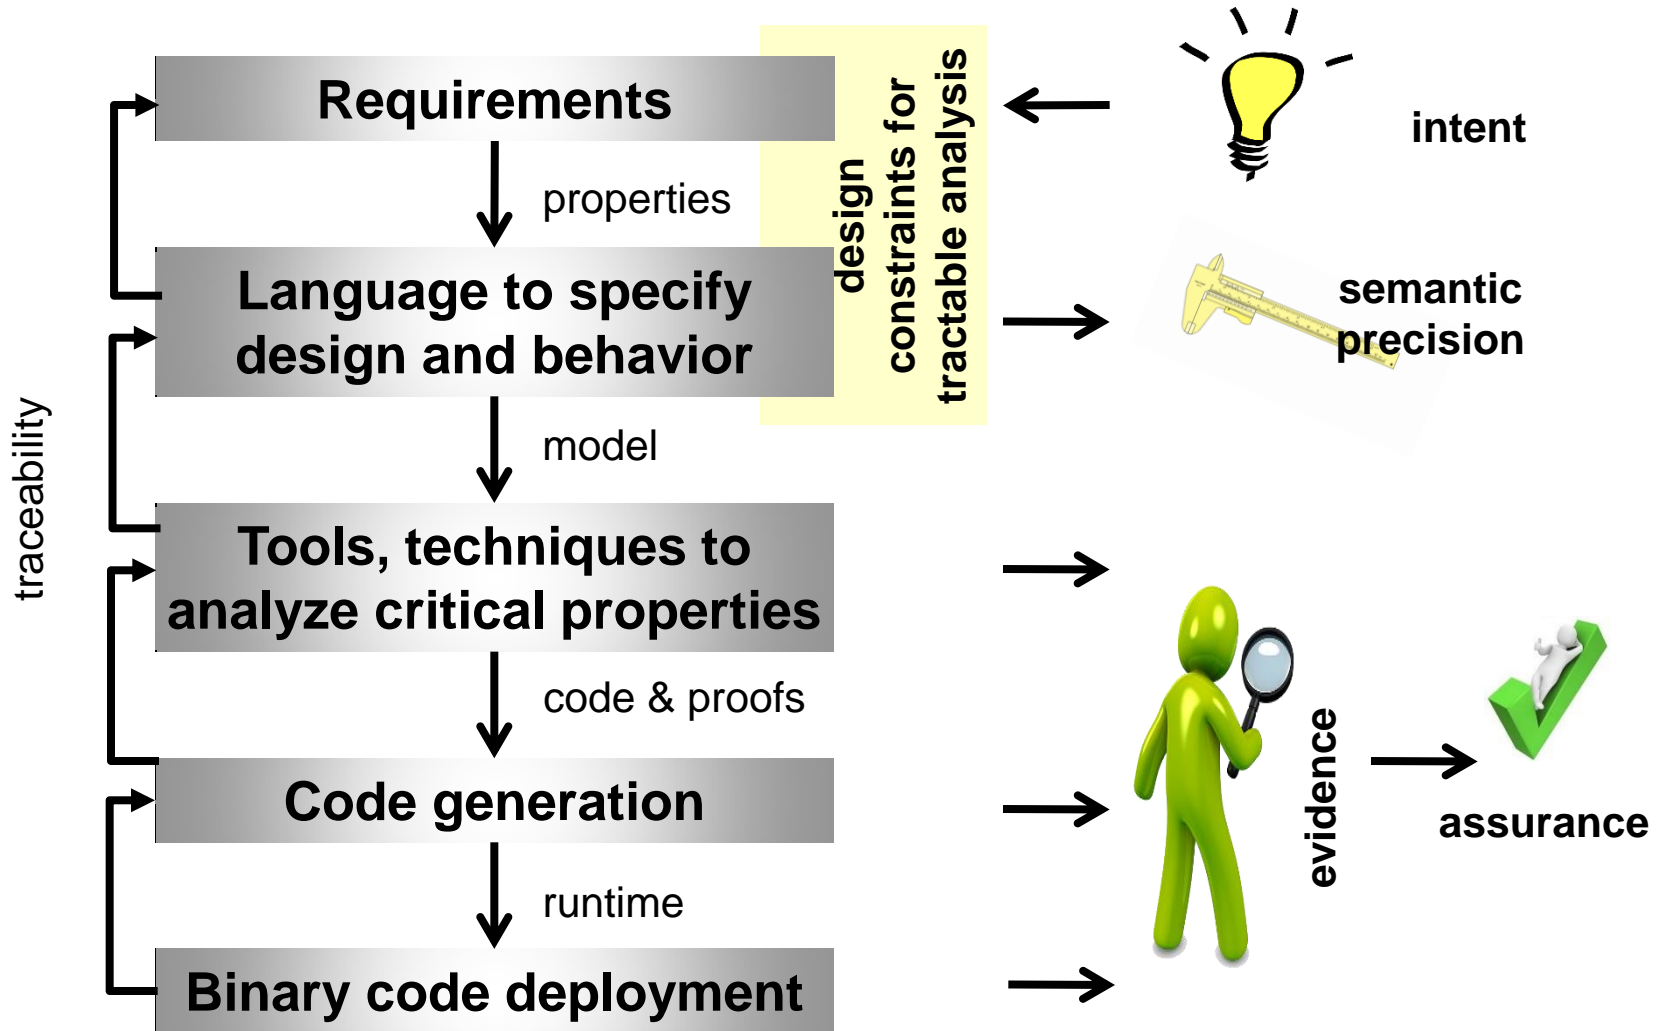 Requirements
properties
Language to specify
design and behavior
model
Tools, techniques to
analyze critical properties
code & proofs
Code generation
runtime
Binary code deployment
traceability
design
constraints for
tractable analysis
intent
semantic
precision
evidence
assurance